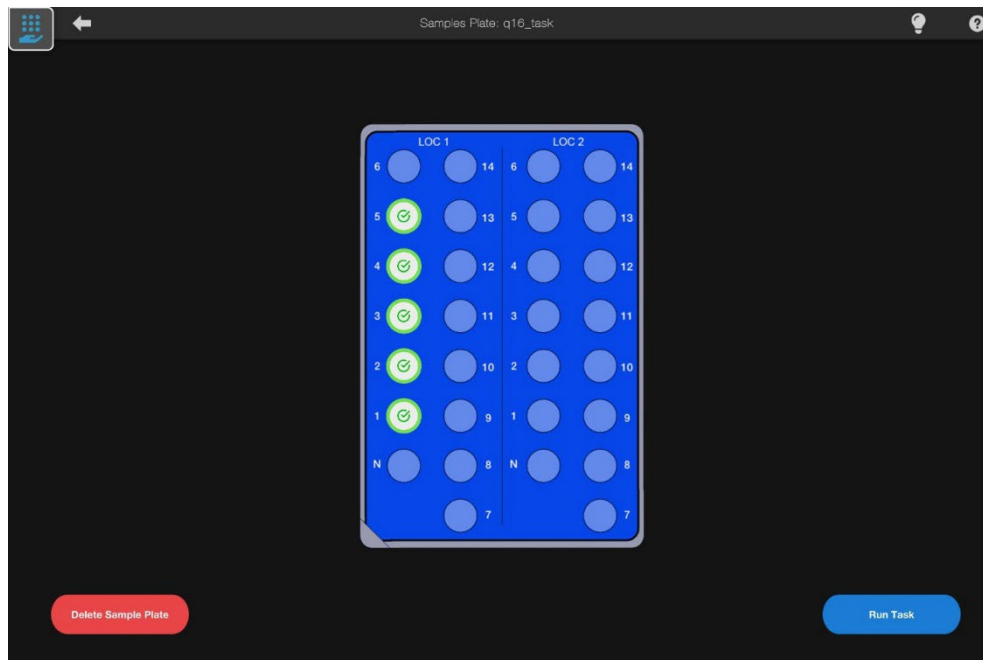 Samples Plate: q16_task
?
LOC 1 LOC 2
6 14 6 14
5 13 5 13
4 12 4 12
3 11 3 11
2 10 2 10
1 9 1 9
N 8 N 8
7 7
Delete Sample Plate Run Task